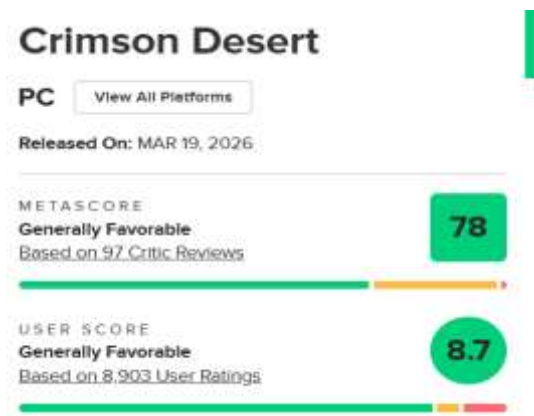 Crimson Desert
PC View All Platforms
Released On: MAR 19, 2026
METASCORE
Generally Favorable
Based on 97 Critic Reviews
78
USER SCORE
Generally Favorable
Based on 8,903 User Ratings
8.7